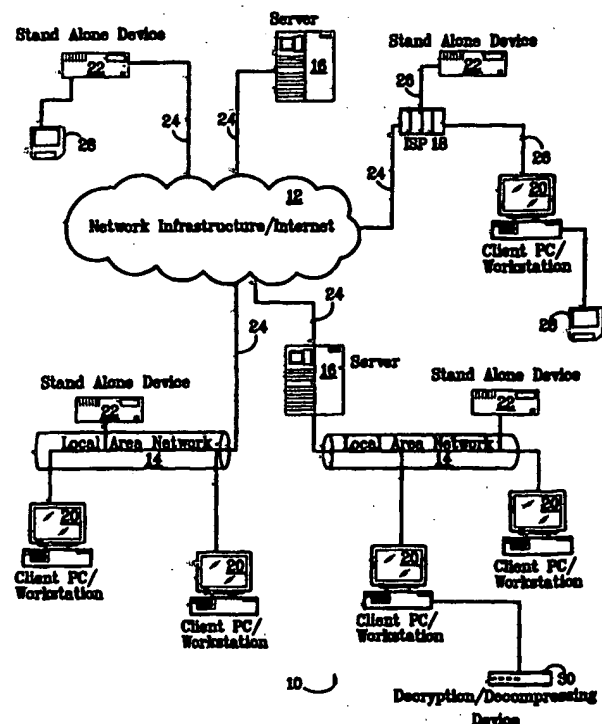 Server
Stand Alone Device
Stand Alone Device
22
16
22
26
28
24
24
ISP 18
26
24
20
12
Network Infrastructure/Internet
Client PC/
Workstation
24
24
28
16
Server
Stand Alone Device
Stand Alone Device
22
22
Local Area Network
14
Local Area Network
14
20
20
20
20
Client PC/
Workstation
Client PC/
Workstation
Client PC/
Workstation
Client PC/
Workstation
10
30
Decryption/Decompressing
Device